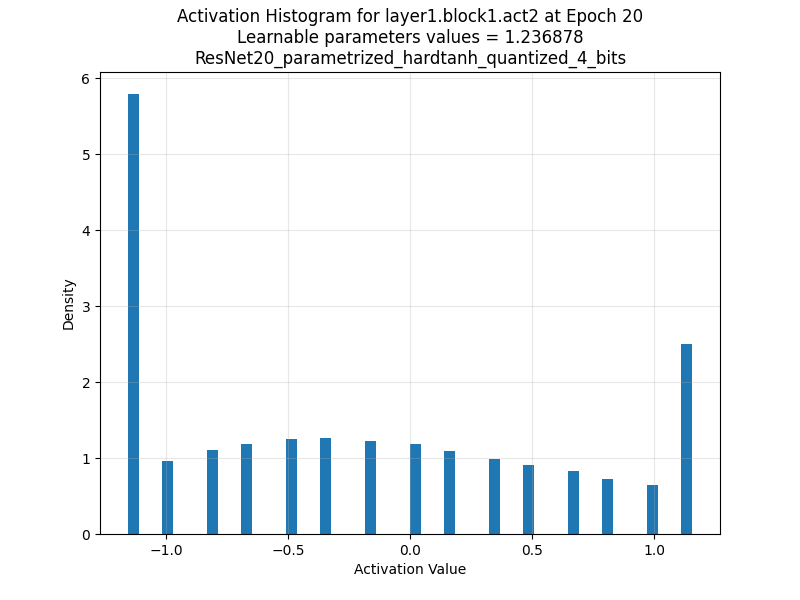 Activation Histogram for layer1.block1.act2 at Epoch 20
Learnable parameters values = 1.236878
ResNet20_parametrized_hardtanh_quantized_4_bits
6
5
4
3
2
1
0
Density
−1.0 −0.5 0.0 0.5 1.0
Activation Value